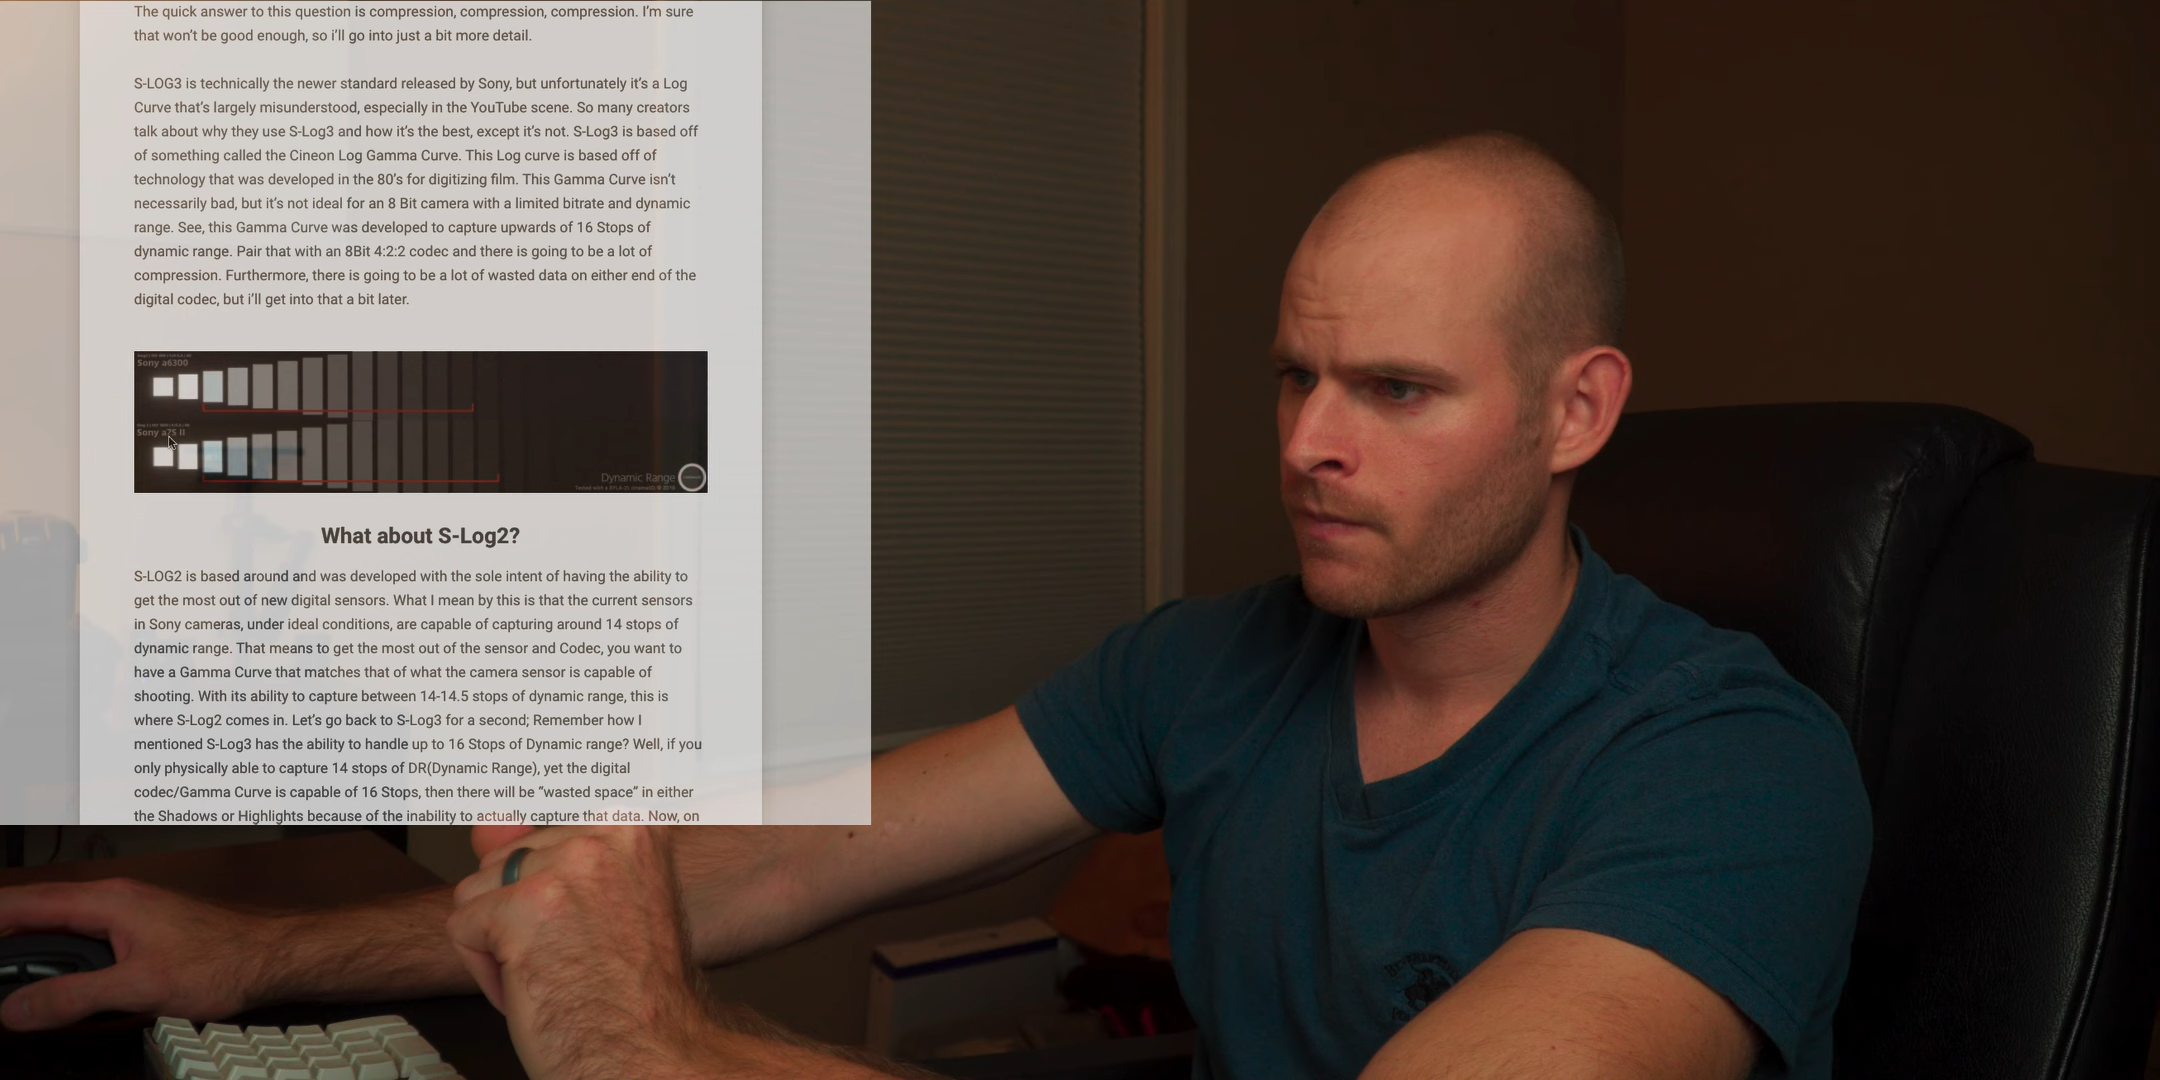 The quick answer to this question is compression, compression, compression. I'm sure
that won't be good enough, so i'll go into just a bit more detail.
S-LOG3 is technically the newer standard released by Sony, but unfortunately it's a Log
Curve that's largely misunderstood, especially in the YouTube scene. So many creators
talk about why they use S-Log3 and how it's the best, except it's not. S-Log3 is based off
of something called the Cineon Log Gamma Curve. This Log curve is based off of
technology that was developed in the 80's for digitizing film. This Gamma Curve isn't
necessarily bad, but it's not ideal for an 8 Bit camera with a limited bitrate and dynamic
range. See, this Gamma Curve was developed to capture upwards of 16 Stops of
dynamic range. Pair that with an 8Bit 4:2:2 codec and there is going to be a lot of
compression. Furthermore, there is going to be a lot of wasted data on either end of the
digital codec, but i'll get into that a bit later.
Sony a6300
Sony a7S II
Dynamic Range
What about S-Log2?
S-LOG2 is based around and was developed with the sole intent of having the ability to
get the most out of new digital sensors. What I mean by this is that the current sensors
in Sony cameras, under ideal conditions, are capable of capturing around 14 stops of
dynamic range. That means to get the most out of the sensor and Codec, you want to
have a Gamma Curve that matches that of what the camera sensor is capable of
shooting. With its ability to capture between 14-14.5 stops of dynamic range, this is
where S-Log2 comes in. Let's go back to S-Log3 for a second; Remember how I
mentioned S-Log3 has the ability to handle up to 16 Stops of Dynamic range? Well, if you
only physically able to capture 14 stops of DR(Dynamic Range), yet the digital
codec/Gamma Curve is capable of 16 Stops, then there will be “wasted space” in either
the Shadows or Highlights because of the inability to actually capture that data. Now, on